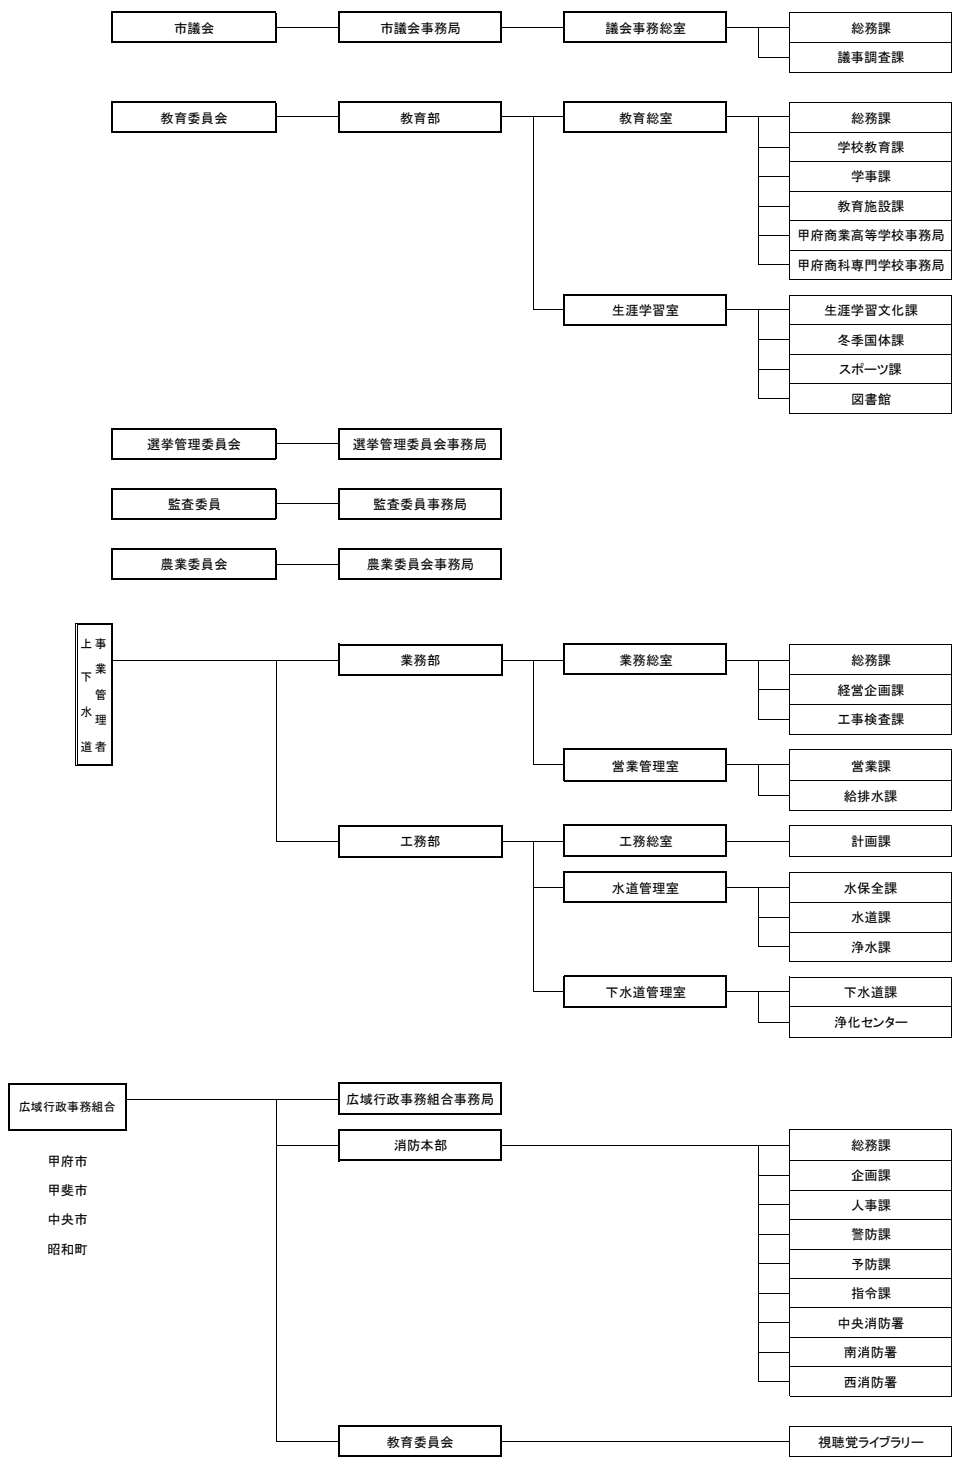 市議会
市議会事務局
議会事務総室
総務課
議事調査課
教育委員会
教育部
教育総室
総務課
学校教育課
学事課
教育施設課
甲府商業高等学校事務局
甲府商科専門学校事務局
生涯学習室
生涯学習文化課
冬季国体課
スポーツ課
図書館
選挙管理委員会
選挙管理委員会事務局
監査委員
監査委員事務局
農業委員会
農業委員会事務局
上下水道
事業管理者
業務部
業務総室
総務課
経営企画課
工事検査課
営業管理室
営業課
給排水課
工務部
工務総室
計画課
水道管理室
水保全課
水道課
浄水課
下水道管理室
下水道課
浄化センター
広域行政事務組合
甲府市
甲斐市
中央市
昭和町
広域行政事務組合事務局
消防本部
総務課
企画課
人事課
警防課
予防課
指令課
中央消防署
南消防署
西消防署
教育委員会
視聴覚ライブラリー